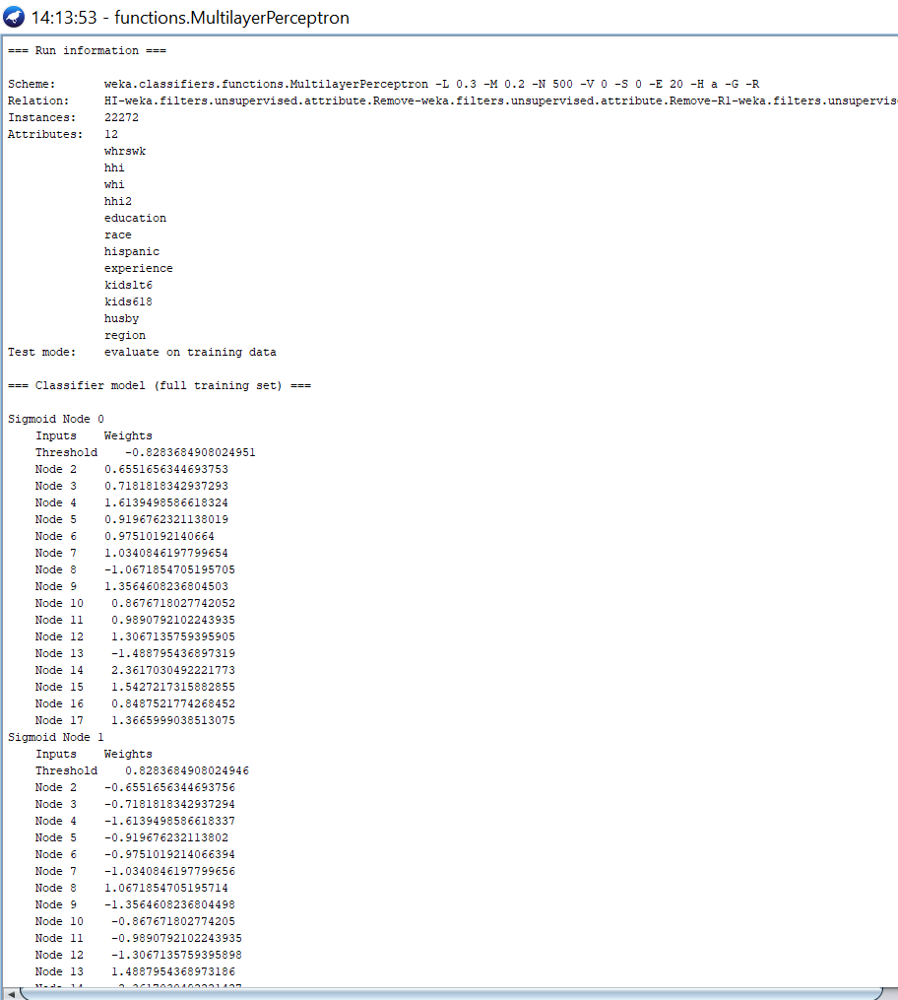 14:13:53 - functions.MultilayerPerceptron
=== Run information ===
Scheme: weka.classifiers.functions.MultilayerPerceptron -L 0.3 -M 0.2 -N 500 -V 0 -S 0 -E 20 -H a -G -R
Relation: HI-weka.filters.unsupervised.attribute.Remove-weka.filters.unsupervised.attribute.Remove-R1-weka.filters.unsupervis
Instances: 22272
Attributes: 12
whrswk
hhi
whi
hhi2
education
race
hispanic
experience
kidslt6
kids618
husby
region
Test mode: evaluate on training data
=== Classifier model (full training set) ===
Sigmoid Node 0
Inputs Weights
Threshold -0.8283684908024951
Node 2 0.6551656344693753
Node 3 0.7181818342937293
Node 4 1.6139498586618324
Node 5 0.9196762321138019
Node 6 0.97510192140664
Node 7 1.0340846197799654
Node 8 -1.0671854705195705
Node 9 1.3564608236804503
Node 10 0.8676718027742052
Node 11 0.9890792102243935
Node 12 1.3067135759395905
Node 13 -1.488795436897319
Node 14 2.3617030492221773
Node 15 1.5427217315882855
Node 16 0.8487521774268452
Node 17 1.3665999038513075
Sigmoid Node 1
Inputs Weights
Threshold 0.8283684908024946
Node 2 -0.6551656344693756
Node 3 -0.7181818342937294
Node 4 -1.6139498586618337
Node 5 -0.919676232113802
Node 6 -0.9751019214066394
Node 7 -1.0340846197799656
Node 8 1.0671854705195714
Node 9 -1.3564608236804498
Node 10 -0.867671802774205
Node 11 -0.9890792102243935
Node 12 -1.3067135759395898
Node 13 1.4887954368973186